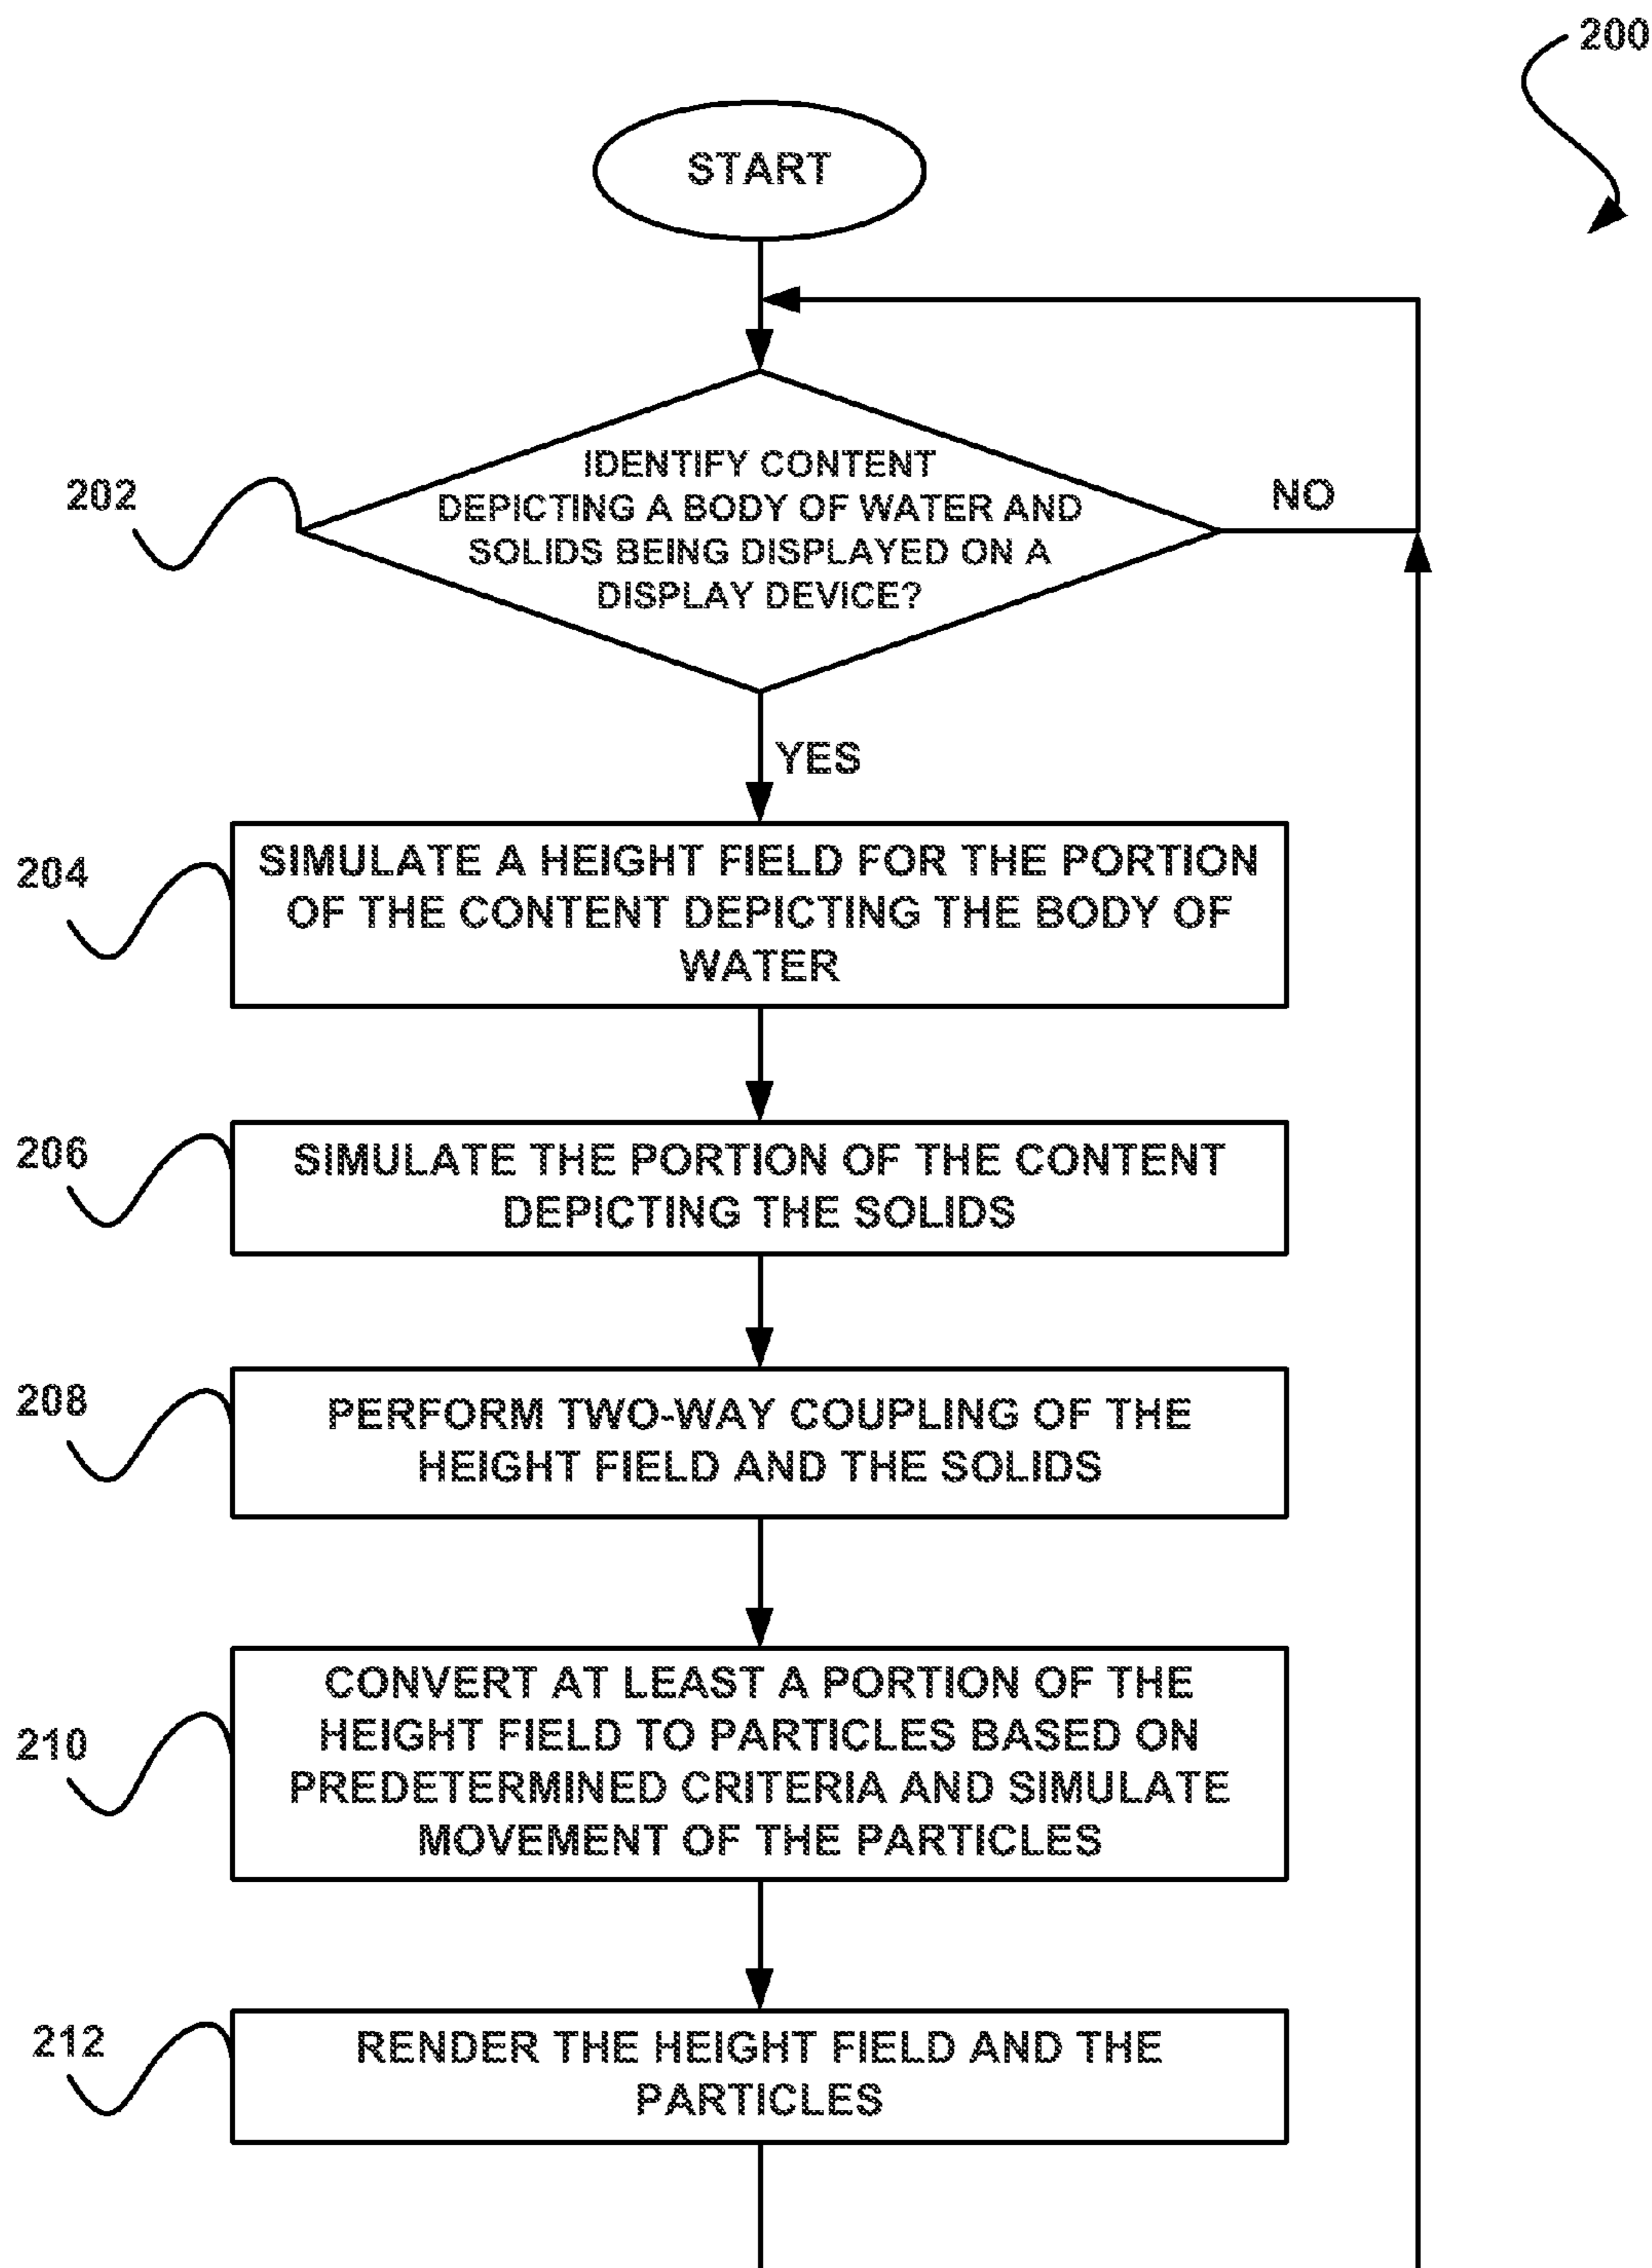 200
START
202
IDENTIFY CONTENT
DEPICTING A BODY OF WATER AND
SOLIDS BEING DISPLAYED ON A
DISPLAY DEVICE?
NO
YES
204
SIMULATE A HEIGHT FIELD FOR THE PORTION
OF THE CONTENT DEPICTING THE BODY OF
WATER
206
SIMULATE THE PORTION OF THE CONTENT
DEPICTING THE SOLIDS
208
PERFORM TWO-WAY COUPLING OF THE
HEIGHT FIELD AND THE SOLIDS
210
CONVERT AT LEAST A PORTION OF THE
HEIGHT FIELD TO PARTICLES BASED ON
PREDETERMINED CRITERIA AND SIMULATE
MOVEMENT OF THE PARTICLES
212
RENDER THE HEIGHT FIELD AND THE
PARTICLES